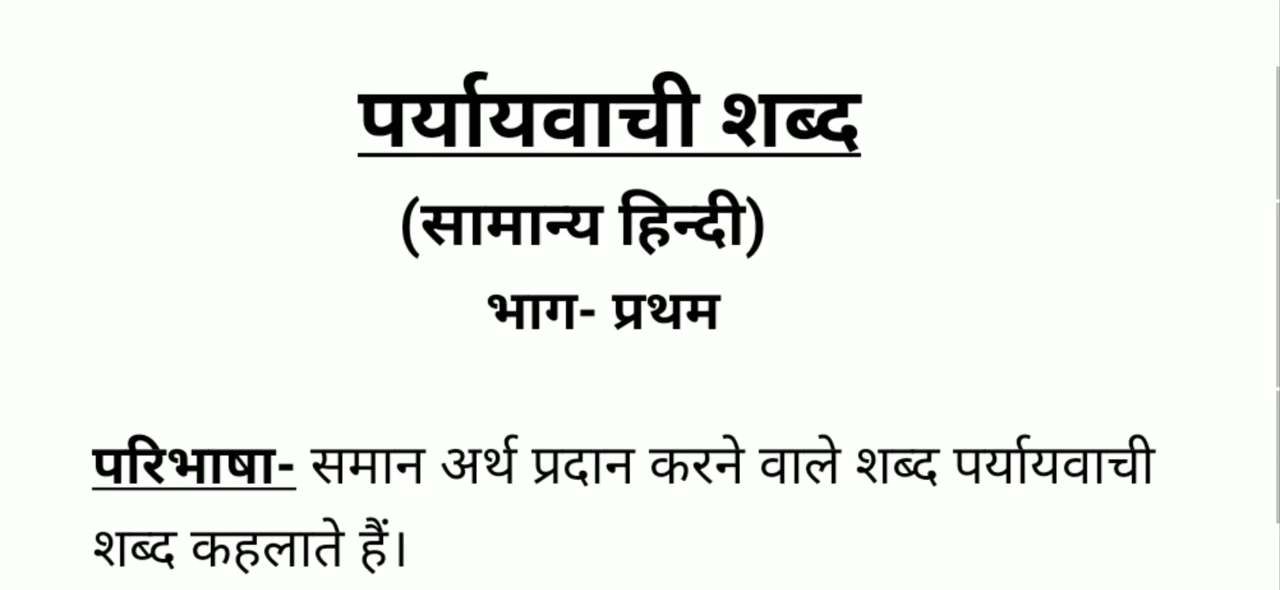 पर्यायवाची शब्द
(सामान्य हिन्दी)
भाग- प्रथम
परिभाषा- समान अर्थ प्रदान करने वाले शब्द पर्यायवाची
शब्द कहलाते हैं।